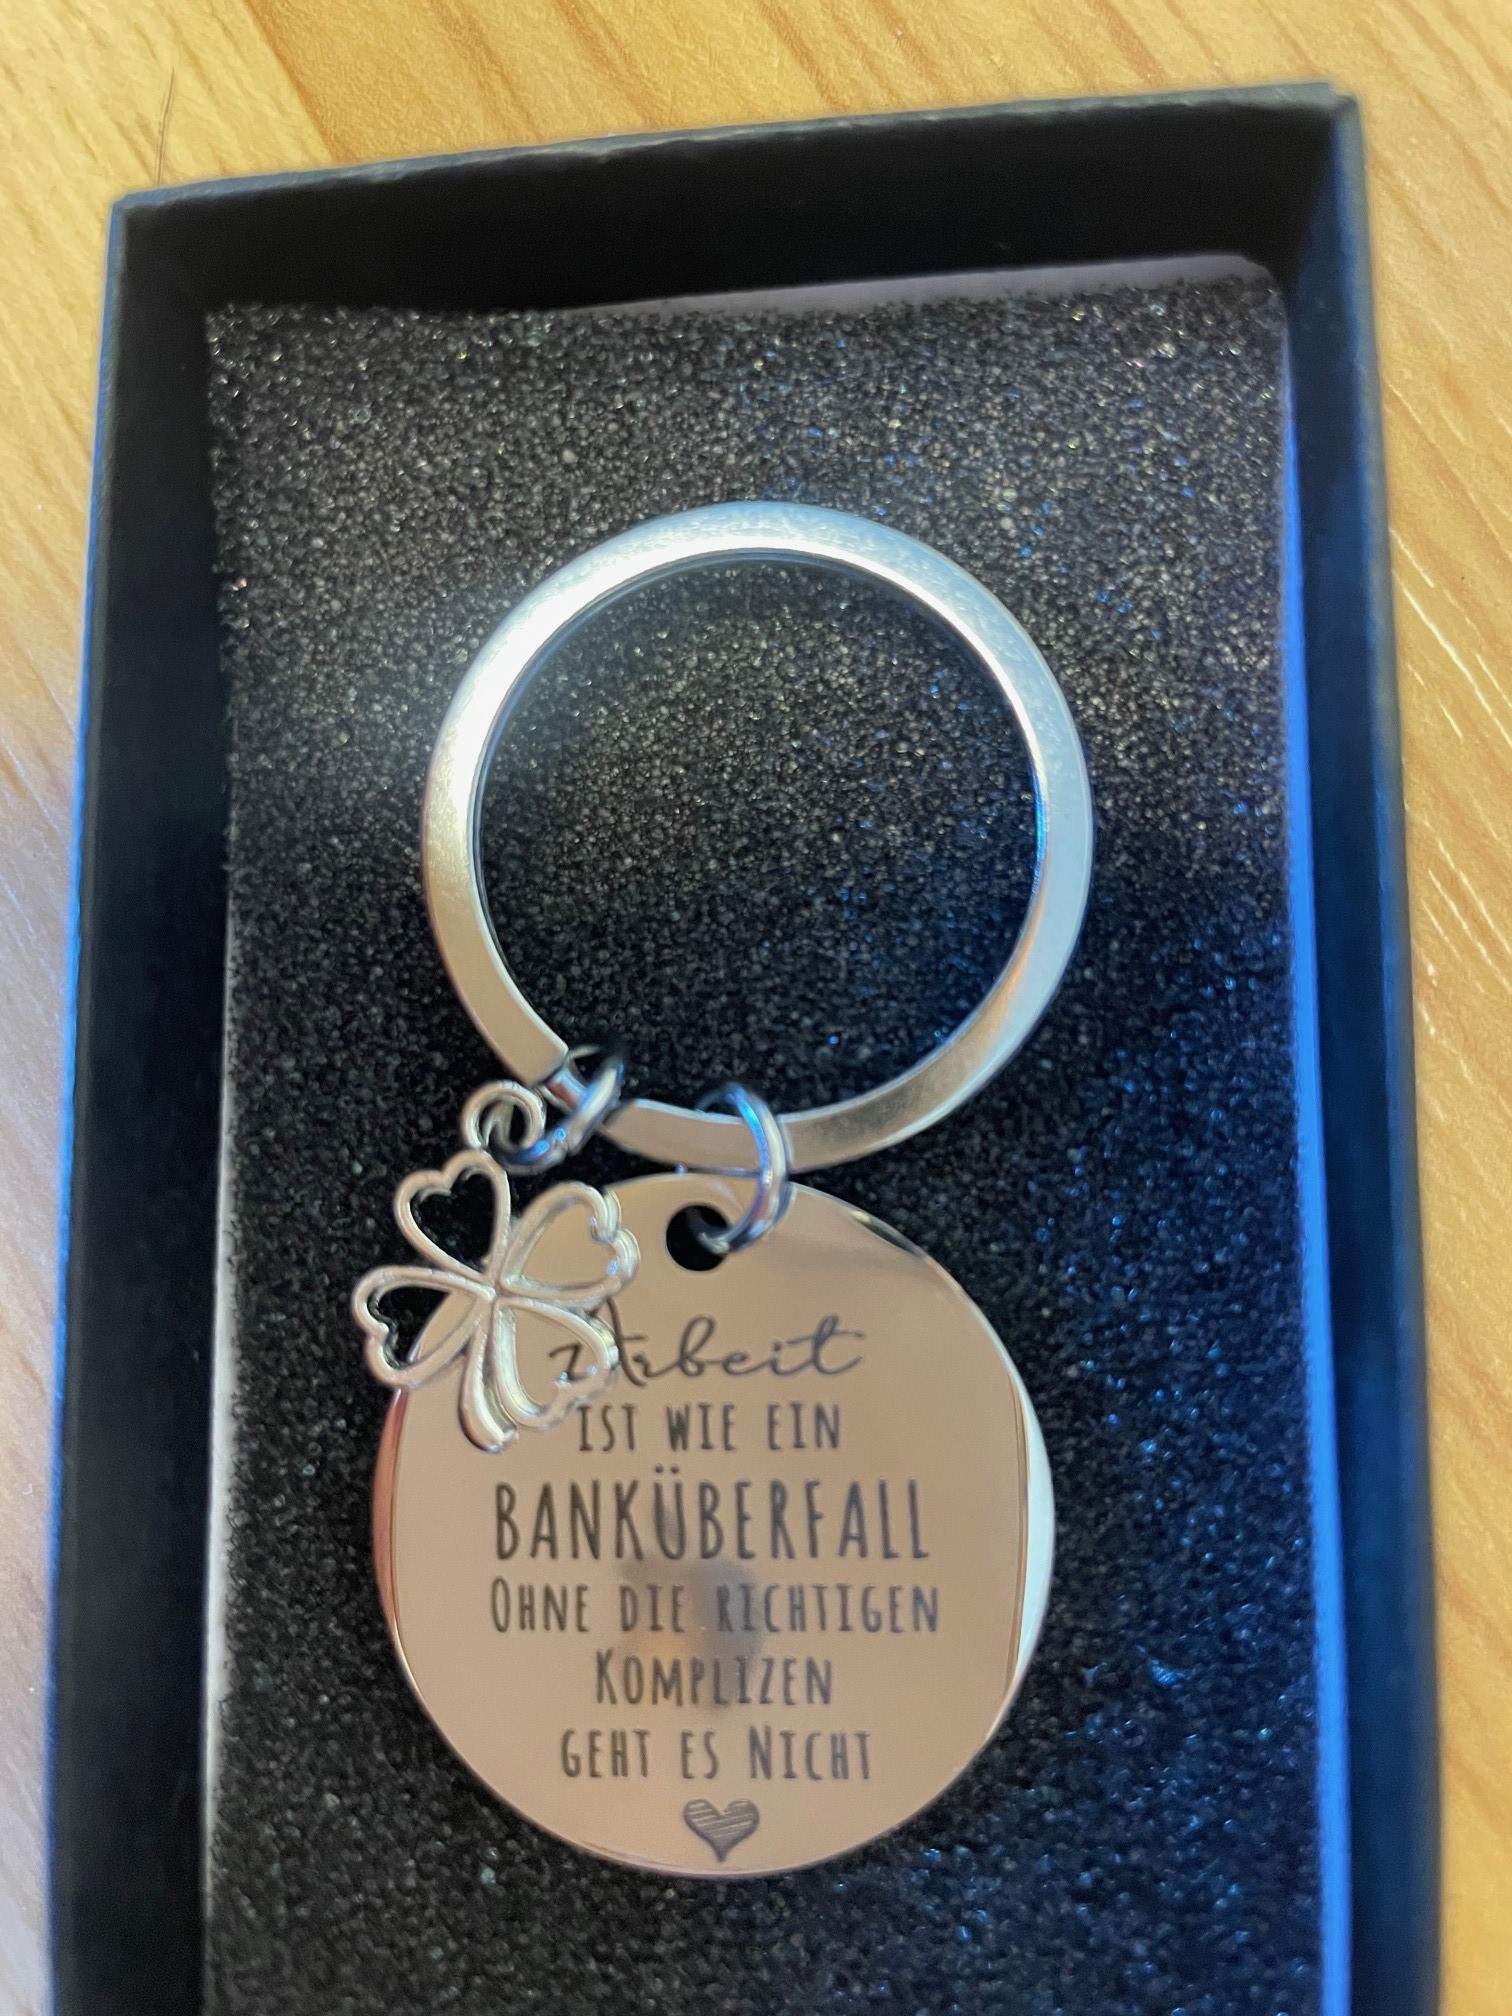 Arbeit
IST WIE EIN
BANKÜBERFALL
OHNE DIE RICHTIGEN
KOMPLIZEN
GEHT ES NICHT